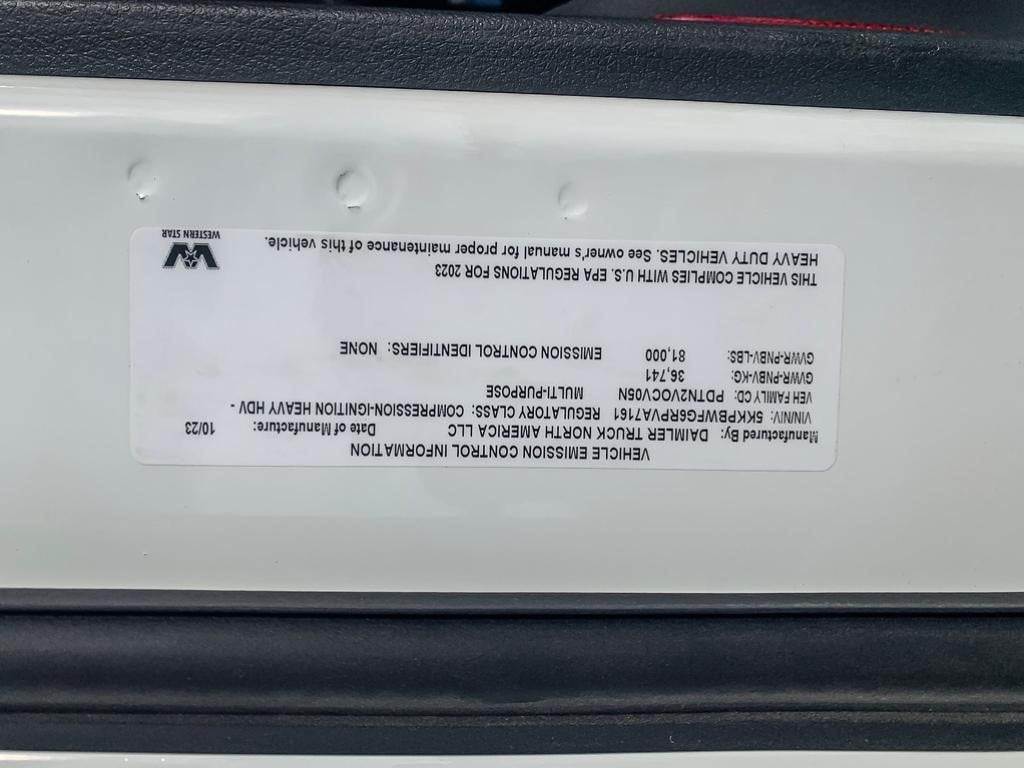 VEHICLE EMISSION CONTROL INFORMATION
Manufactured By: DAIMLER TRUCK NORTH AMERICA LLC Date of Manufacture: 10/23
VIN/NIV: 5KKPBWFGRPVA7161 REGULATORY CLASS: COMPRESSION-IGNITION HEAVY HDV -
VEH FAMILY CD: PDTN2VOCV05N MULTI-PURPOSE
GVWR-PNBV-KG: 36,741
GVWR-PNBV-LBS: 81,000 EMISSION CONTROL IDENTIFIERS: NONE
THIS VEHICLE COMPLIES WITH U.S. EPA REGULATIONS FOR 2023
HEAVY DUTY VEHICLES. See owner's manual for proper maintenance of this vehicle.
WESTERN STAR